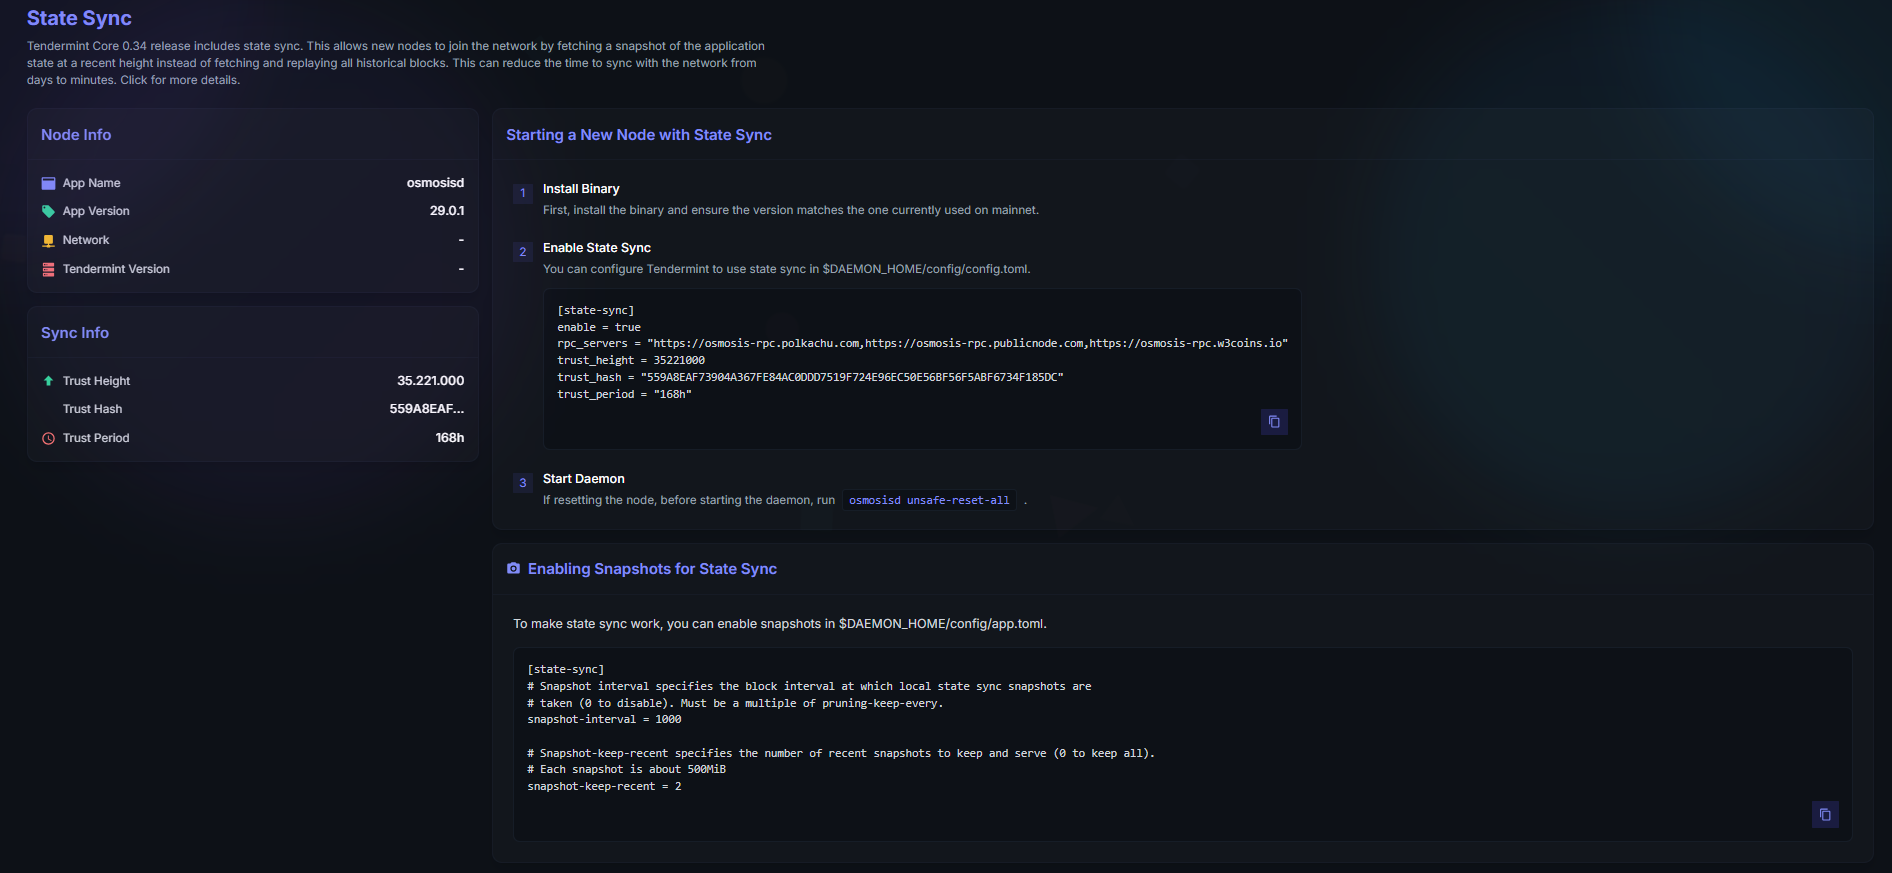 State Sync
Tendermint Core 0.34 release includes state sync. This allows new nodes to join the network by fetching a snapshot of the application
state at a recent height instead of fetching and replaying all historical blocks. This can reduce the time to sync with the network from
days to minutes. Click for more details.
Node Info
App Name osmosisd
App Version 29.0.1
Network -
Tendermint Version -
Sync Info
Trust Height 35.221.000
Trust Hash 559A8EAF...
Trust Period 168h
Starting a New Node with State Sync
1 Install Binary
First, install the binary and ensure the version matches the one currently used on mainnet.
2 Enable State Sync
You can configure Tendermint to use state sync in $DAEMON_HOME/config/config.toml.
[state-sync]
enable = true
rpc_servers = "https://osmosis-rpc.polkachu.com,https://osmosis-rpc.publicnode.com,https://osmosis-rpc.w3coins.io"
trust_height = 35221000
trust_hash = "559A8EAF73904A367FE84AC0DDD7519F724E96EC50E56BF56F5ABF6734F185DC"
trust_period = "168h"
3 Start Daemon
If resetting the node, before starting the daemon, run osmosisd unsafe-reset-all .
Enabling Snapshots for State Sync
To make state sync work, you can enable snapshots in $DAEMON_HOME/config/app.toml.
[state-sync]
# Snapshot interval specifies the block interval at which local state sync snapshots are
# taken (0 to disable). Must be a multiple of pruning-keep-every.
snapshot-interval = 1000
# Snapshot-keep-recent specifies the number of recent snapshots to keep and serve (0 to keep all).
# Each snapshot is about 500MiB
snapshot-keep-recent = 2